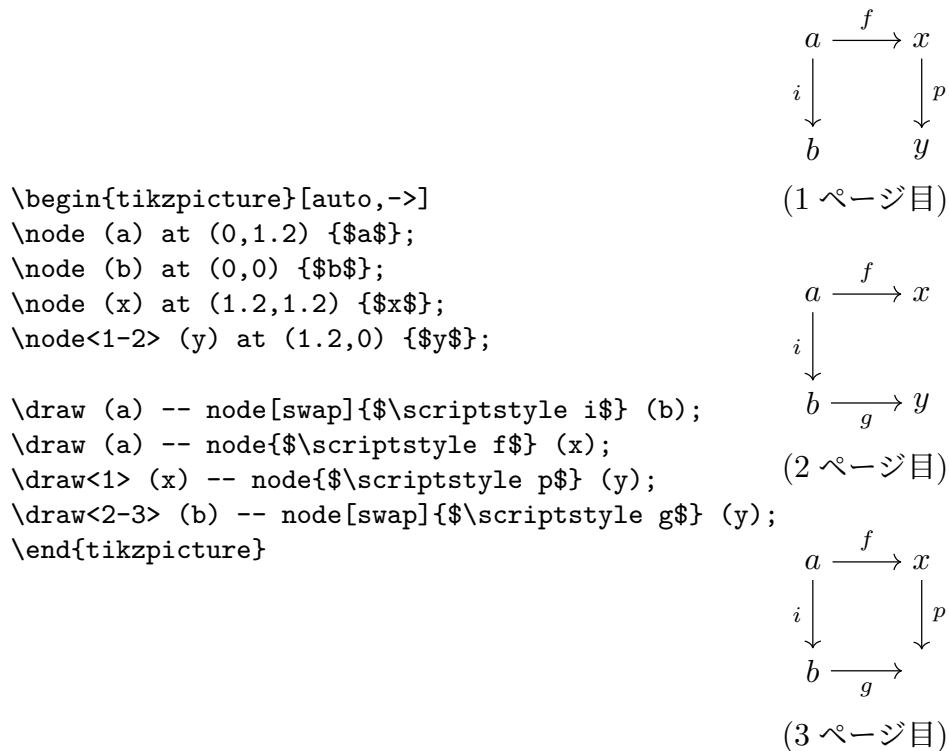 \begin{tikzpicture}[auto,->]
\node (a) at (0,1.2) {$a$};
\node (b) at (0,0) {$b$};
\node (x) at (1.2,1.2) {$x$};
\node<1-2> (y) at (1.2,0) {$y$};
\draw (a) -- node[swap]{$\scriptstyle i$} (b);
\draw (a) -- node{$\scriptstyle f$} (x);
\draw<1> (x) -- node{$\scriptstyle p$} (y);
\draw<2-3> (b) -- node[swap]{$\scriptstyle g$} (y);
\end{tikzpicture}
f
a x
i p
b y
(1 ページ目)
f
a x
i
b y
g
(2 ページ目)
f
a x
i p
b
g
(3 ページ目)